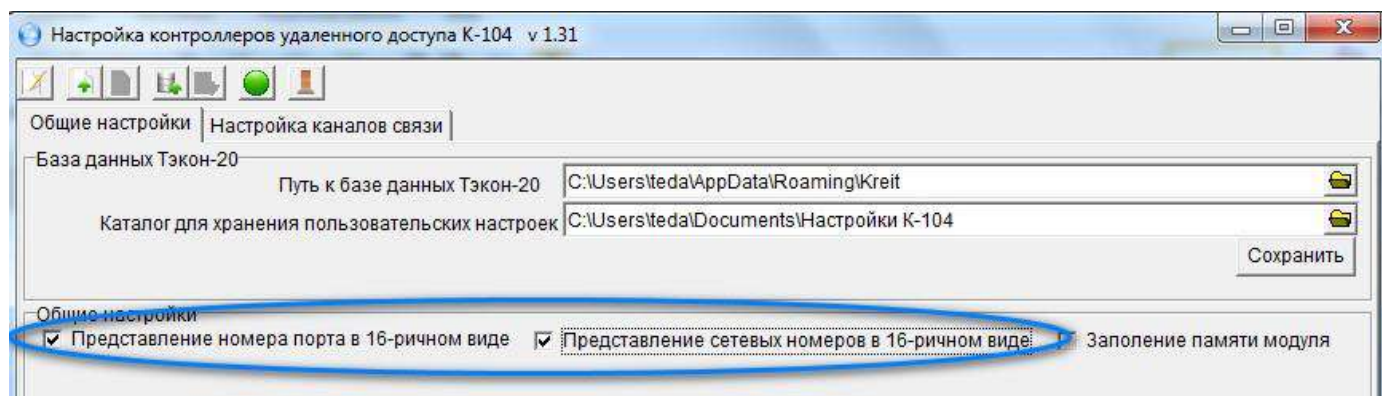 Настройка контроллеров удаленного доступа К-104 v 1.31
Общие настройки Настройка каналов связи
База данных Тэкон-20
Путь к базе данных Тэкон-20 C:\Users\teda\AppData\Roaming\Kreit
Каталог для хранения пользовательских настроек C:\Users\teda\Documents\Настройки К-104
Сохранить
Общие настройки
Представление номера порта в 16-ричном виде Представление сетевых номеров в 16-ричном виде Заполение памяти модуля